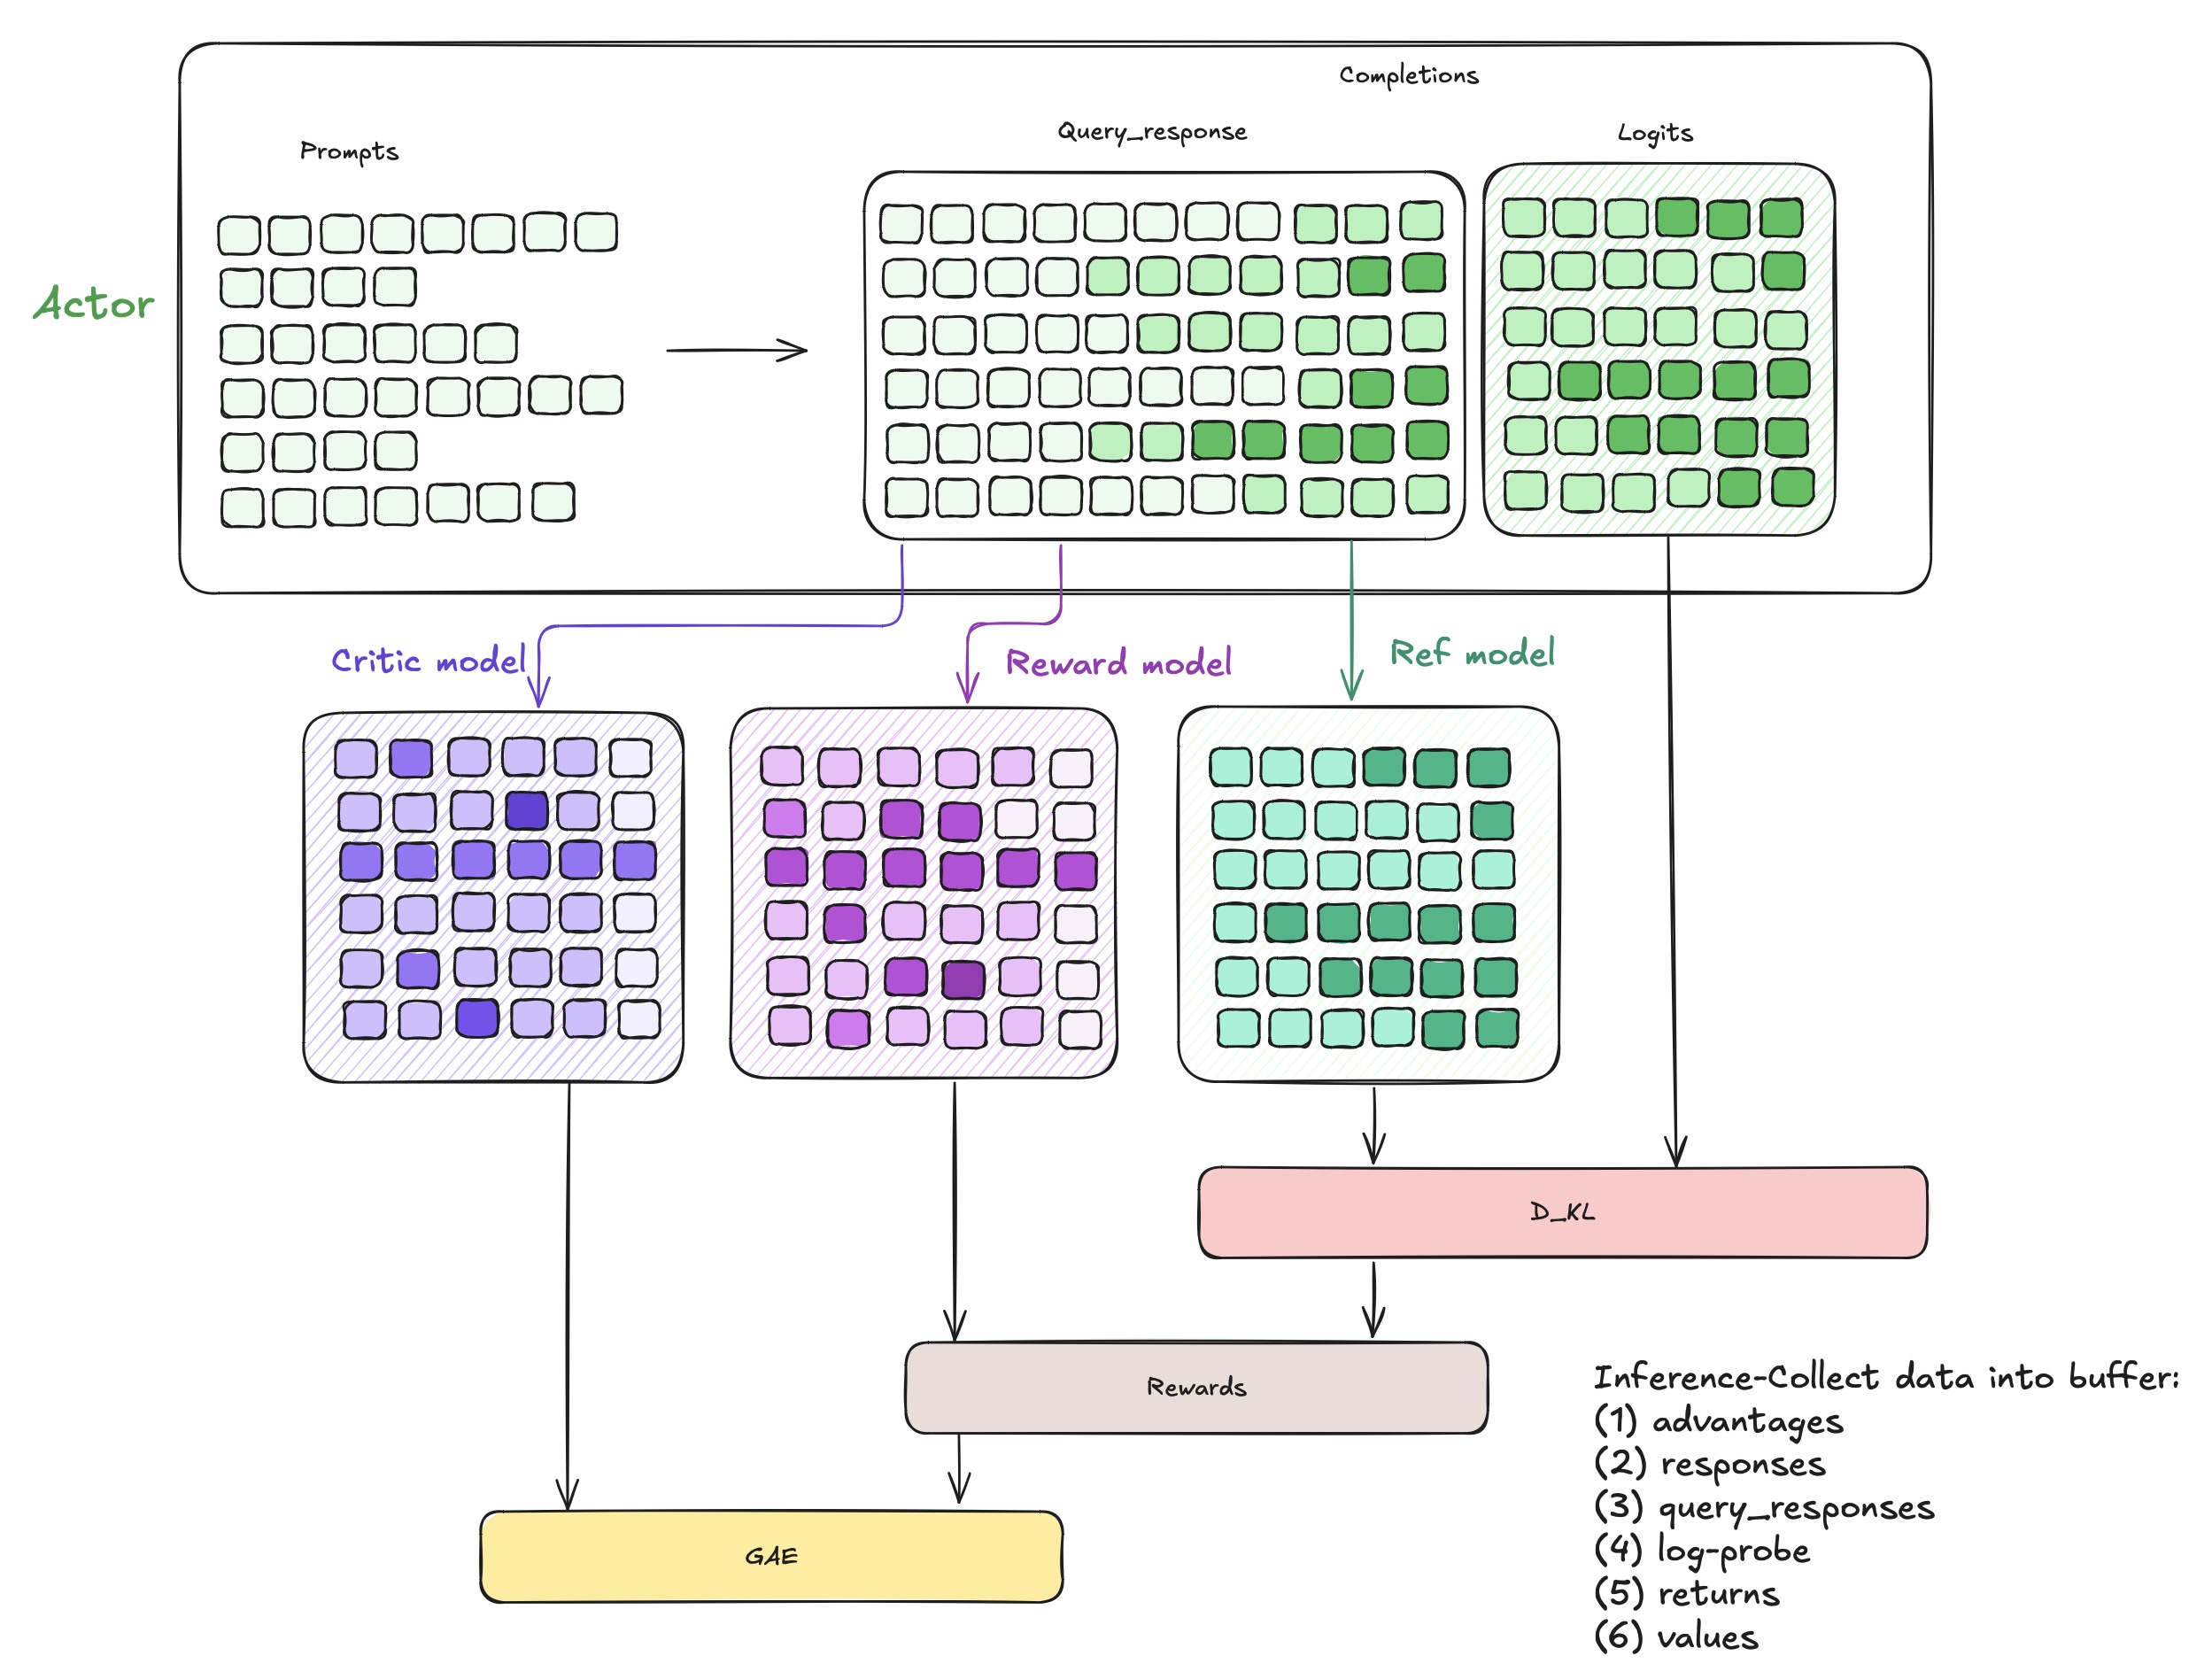 Completions
Query_response
Logits
Prompts
Actor
Critic model
Reward model
Ref model
D_KL
Rewards
GAE
Inference-Collect data into buffer:
(1) advantages
(2) responses
(3) query_responses
(4) log-probe
(5) returns
(6) values